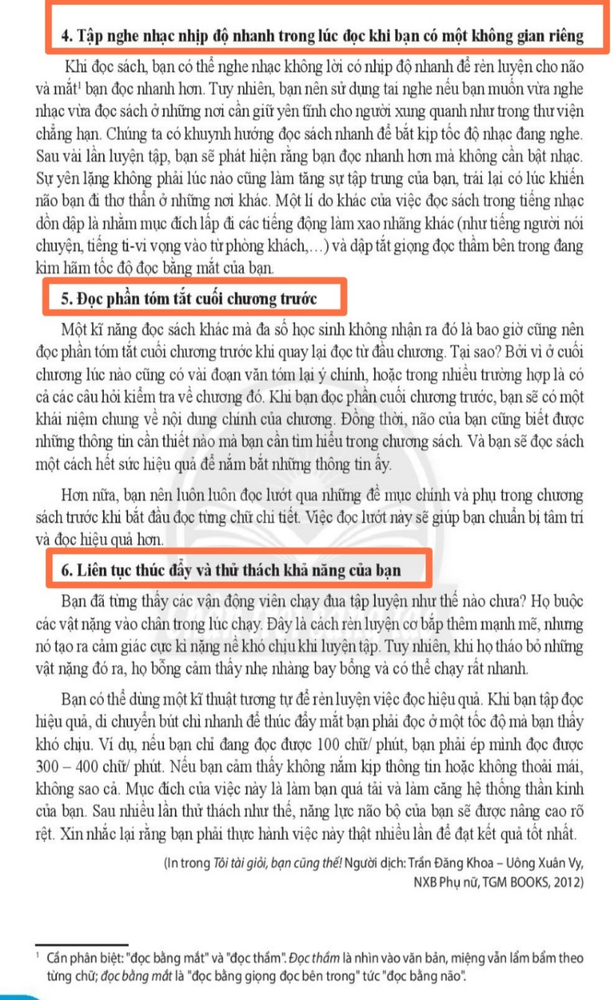 4. Tập nghe nhạc nhịp độ nhanh trong lúc đọc khi bạn có một không gian riêng
Khi đọc sách, bạn có thể nghe nhạc không lời có nhịp độ nhanh để rèn luyện cho não
và mắt¹ bạn đọc nhanh hơn. Tuy nhiên, bạn nên sử dụng tai nghe nếu bạn muốn vừa nghe
nhạc vừa đọc sách ở những nơi cần giữ yên tĩnh cho người xung quanh như trong thư viện
chẳng hạn. Chúng ta có khuynh hướng đọc sách nhanh để bắt kịp tốc độ nhạc đang nghe.
Sau vài lần luyện tập, bạn sẽ phát hiện rằng bạn đọc nhanh hơn mà không cần bật nhạc.
Sự yên lặng không phải lúc nào cũng làm tăng sự tập trung của bạn, trái lại có lúc khiến
não bạn đi thơ thẩn ở những nơi khác. Một lí do khác của việc đọc sách trong tiếng nhạc
dồn dập là nhằm mục đích lấp đi các tiếng động làm xao nhãng khác (như tiếng người nói
chuyện, tiếng ti-vi vọng vào từ phòng khách,…) và dập tắt giọng đọc thầm bên trong đang
kìm hãm tốc độ đọc bằng mắt của bạn.
5. Đọc phần tóm tắt cuối chương trước
Một kĩ năng đọc sách khác mà đa số học sinh không nhận ra đó là bao giờ cũng nên
đọc phần tóm tắt cuối chương trước khi quay lại đọc từ đầu chương. Tại sao? Bởi vì ở cuối
chương lúc nào cũng có vài đoạn văn tóm lại ý chính, hoặc trong nhiều trường hợp là có
cả các câu hỏi kiểm tra về chương đó. Khi bạn đọc phần cuối chương trước, bạn sẽ có một
khái niệm chung về nội dung chính của chương. Đồng thời, não của bạn cũng biết được
những thông tin cần thiết nào mà bạn cần tìm hiểu trong chương sách. Và bạn sẽ đọc sách
một cách hết sức hiệu quả để nắm bắt những thông tin ấy.
Hơn nữa, bạn nên luôn luôn đọc lướt qua những đề mục chính và phụ trong chương
sách trước khi bắt đầu đọc từng chữ chi tiết. Việc đọc lướt này sẽ giúp bạn chuẩn bị tâm trí
và đọc hiệu quả hơn.
6. Liên tục thúc đẩy và thử thách khả năng của bạn
Bạn đã từng thấy các vận động viên chạy đua tập luyện như thế nào chưa? Họ buộc
các vật nặng vào chân trong lúc chạy. Đây là cách rèn luyện cơ bắp thêm mạnh mẽ, nhưng
nó tạo ra cảm giác cực kì nặng nề khó chịu khi luyện tập. Tuy nhiên, khi họ tháo bỏ những
vật nặng đó ra, họ bỗng cảm thấy nhẹ nhàng bay bổng và có thể chạy rất nhanh.
Bạn có thể dùng một kĩ thuật tương tự để rèn luyện việc đọc hiệu quả. Khi bạn tập đọc
hiệu quả, di chuyển bút chì nhanh để thúc đẩy mắt bạn phải đọc ở một tốc độ mà bạn thấy
khó chịu. Ví dụ, nếu bạn chỉ đang đọc được 100 chữ/ phút, bạn phải ép mình đọc được
300 – 400 chữ/ phút. Nếu bạn cảm thấy không nắm kịp thông tin hoặc không thoải mái,
không sao cả. Mục đích của việc này là làm bạn quá tải và làm căng hệ thống thần kinh
của bạn. Sau nhiều lần thử thách như thế, năng lực não bộ của bạn sẽ được nâng cao rõ
rệt. Xin nhắc lại rằng bạn phải thực hành việc này thật nhiều lần để đạt kết quả tốt nhất.
(In trong Tôi tài giỏi, bạn cũng thế! Người dịch: Trần Đăng Khoa – Uông Xuân Vy,
NXB Phụ nữ, TGM BOOKS, 2012)
¹ Cần phân biệt: "đọc bằng mắt" và "đọc thầm". Đọc thầm là nhìn vào văn bản, miệng vẫn lẩm bẩm theo
từng chữ; đọc bằng mắt là "đọc bằng giọng đọc bên trong" tức "đọc bằng não".